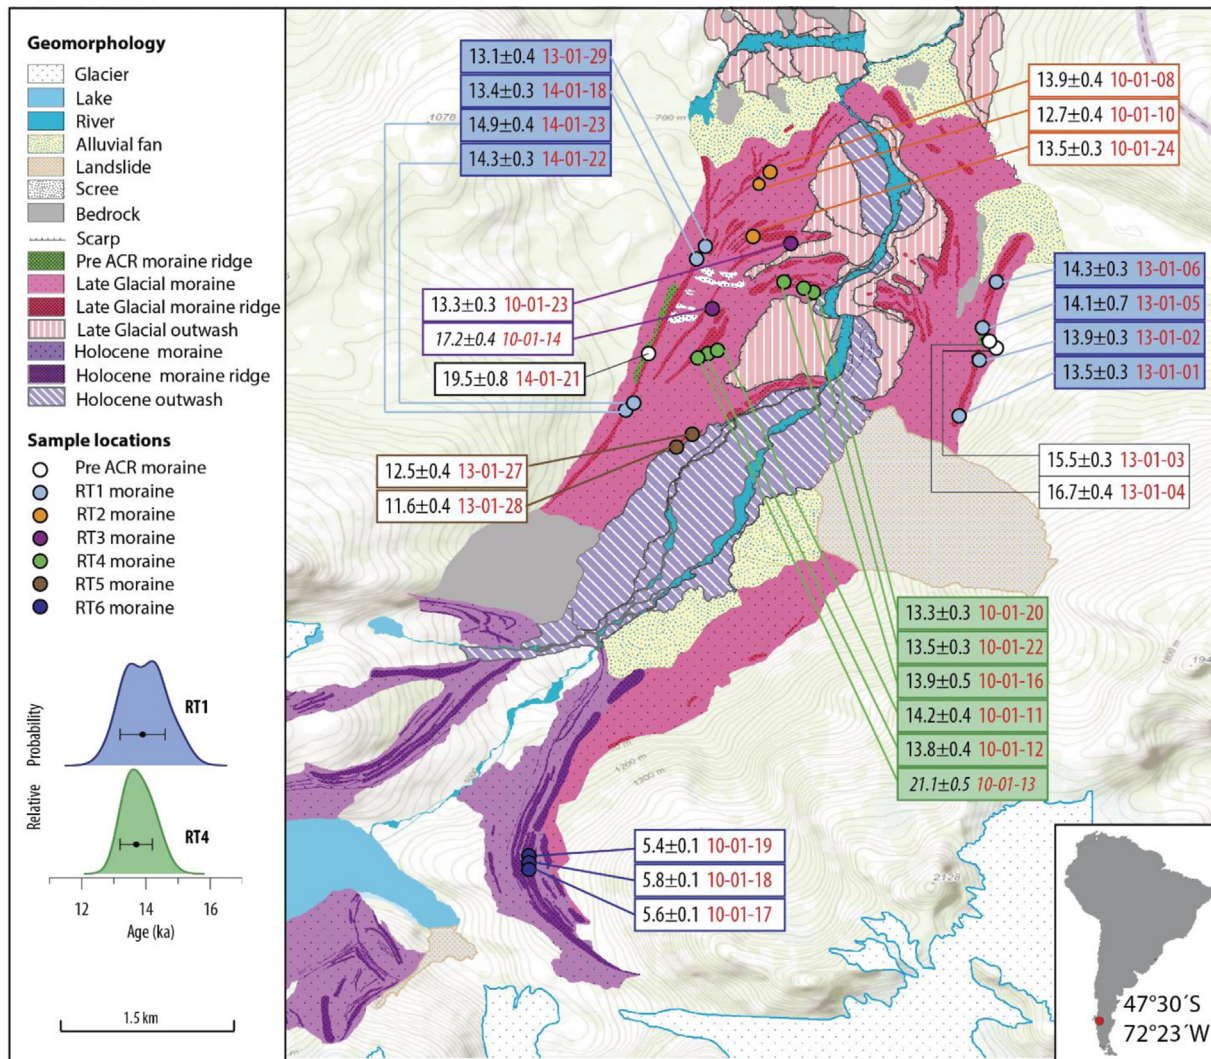 Geomorphology
Glacier
Lake
River
Alluvial fan
Landslide
Scree
Bedrock
Scarp
Pre ACR moraine ridge
Late Glacial moraine
Late Glacial moraine ridge
Late Glacial outwash
Holocene moraine
Holocene moraine ridge
Holocene outwash
Sample locations
Pre ACR moraine
RT1 moraine
RT2 moraine
RT3 moraine
RT4 moraine
RT5 moraine
RT6 moraine
Relative Probability
RT1
RT4
12 14 16
Age (ka)
1.5 km
13.1±0.4 13-01-29
13.4±0.3 14-01-18
14.9±0.4 14-01-23
14.3±0.3 14-01-22
1078
700 m
13.9±0.4 10-01-08
12.7±0.4 10-01-10
13.5±0.3 10-01-24
13.3±0.3 10-01-23
17.2±0.4 10-01-14
19.5±0.8 14-01-21
14.3±0.3 13-01-06
14.1±0.7 13-01-05
13.9±0.3 13-01-02
13.5±0.3 13-01-01
12.5±0.4 13-01-27
11.6±0.4 13-01-28
15.5±0.3 13-01-03
16.7±0.4 13-01-04
13.3±0.3 10-01-20
13.5±0.3 10-01-22
13.9±0.5 10-01-16
14.2±0.4 10-01-11
13.8±0.4 10-01-12
21.1±0.5 10-01-13
1800 m
1200 m
1300 m
2128
5.4±0.1 10-01-19
5.8±0.1 10-01-18
5.6±0.1 10-01-17
47°30´S
72°23´W